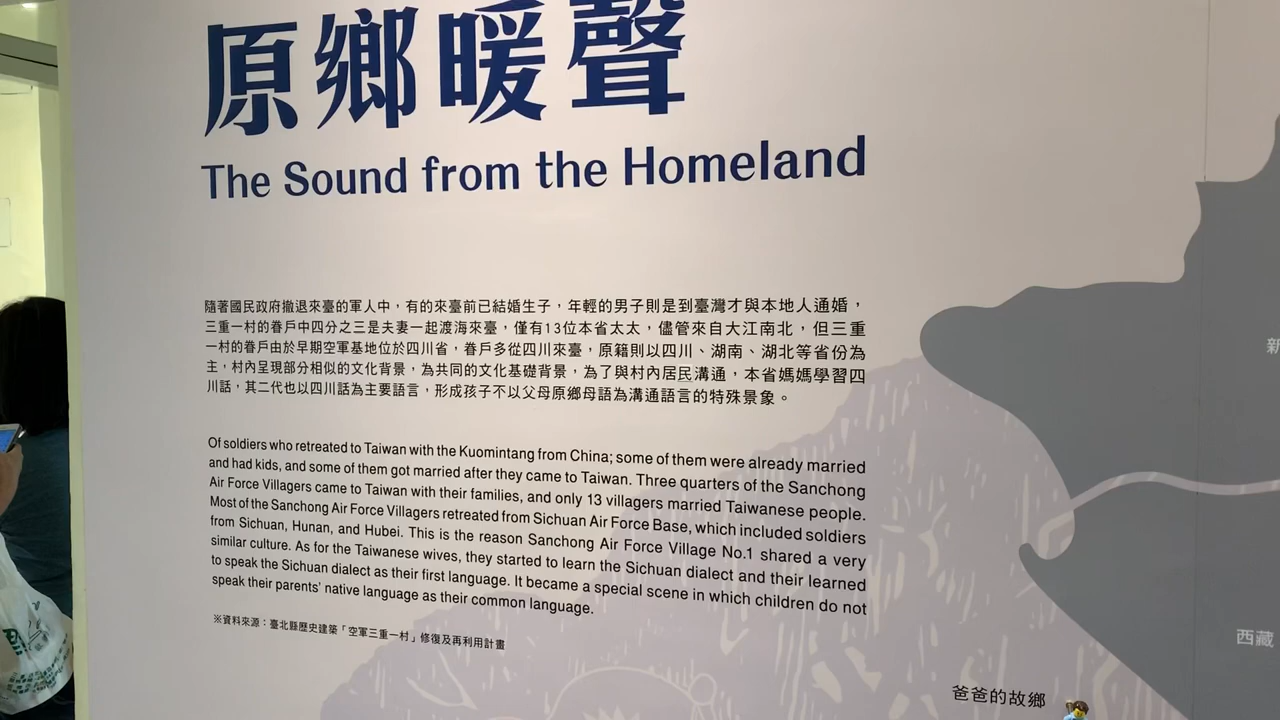 原鄉暖聲
The Sound from the Homeland
隨著國民政府撤退來臺的軍人中，有的來臺前已結婚生子，年輕的男子則是到臺灣才與本地人通婚，
三重一村的眷戶中四分之三是夫妻一起渡海來臺，僅有13位本省太太，儘管來自大江南北，但三重
一村的眷戶由於早期空軍基地位於四川省，眷戶多從四川來臺，原籍則以四川、湖南、湖北等省份為
主，村內呈現部分相似的文化背景，為共同的文化基礎背景，為了與村內居民溝通，本省媽媽學習四
川話，其二代也以四川話為主要語言，形成孩子不以父母原鄉母語為溝通語言的特殊景象。
Of soldiers who retreated to Taiwan with the Kuomintang from China; some of them were already married
and had kids, and some of them got married after they came to Taiwan. Three quarters of the Sanchong
Air Force Villagers came to Taiwan with their families, and only 13 villagers married Taiwanese people.
Most of the Sanchong Air Force Villagers retreated from Sichuan Air Force Base, which included soldiers
from Sichuan, Hunan, and Hubei. This is the reason Sanchong Air Force Village No.1 shared a very
similar culture. As for the Taiwanese wives, they started to learn the Sichuan dialect and their learned
to speak the Sichuan dialect as their first language. It became a special scene in which children do not
speak their parents' native language as their common language.
※資料來源：臺北縣歷史建築「空軍三重一村」修復及再利用計畫
新
西藏
爸爸的故鄉